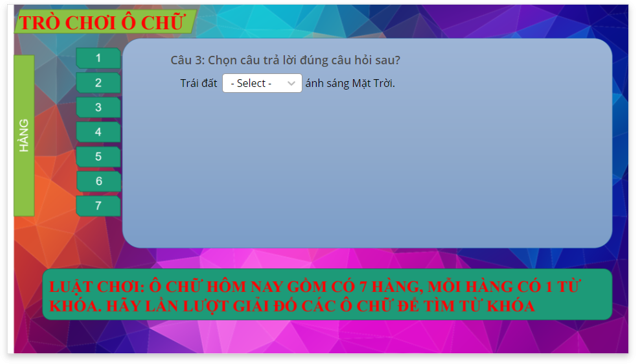 TRÒ CHƠI Ô CHỮ
Câu 3: Chọn câu trả lời đúng câu hỏi sau?
Trái đất - Select - ánh sáng Mặt Trời.
HÀNG
1
2
3
4
5
6
7
LUẬT CHƠI: Ô CHỮ HÔM NAY GỒM CÓ 7 HÀNG, MỖI HÀNG CÓ 1 TỪ
KHÓA. HÃY LẦN LƯỢT GIẢI ĐỐ CÁC Ô CHỮ ĐỂ TÌM TỪ KHÓA